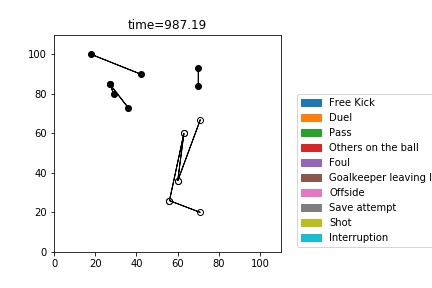 time=987.19
100
80
60
40
20
0
0 20 40 60 80 100
Free Kick
Duel
Pass
Others on the ball
Foul
Goalkeeper leaving l
Offside
Save attempt
Shot
Interruption